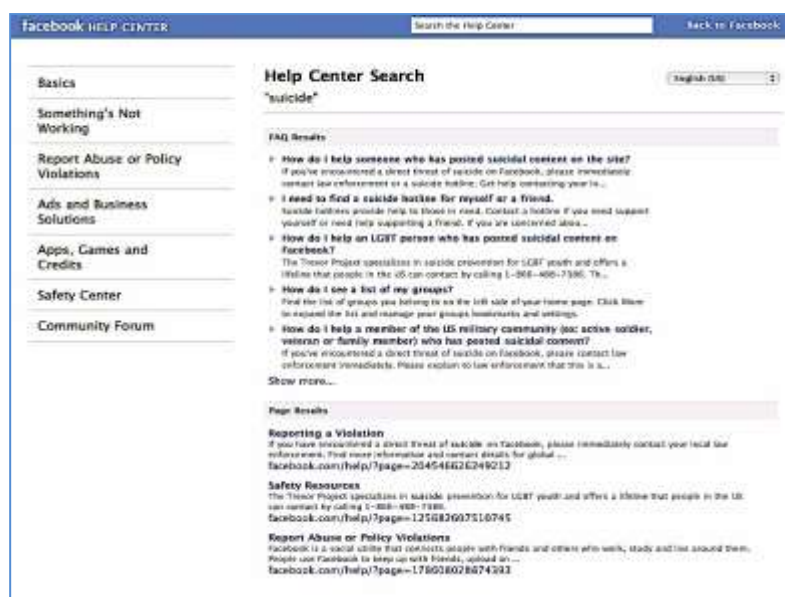 facebook HELP CENTER
Search the Help Center
Back to Facebook
Basics
Something's Not
Working
Report Abuse or Policy
Violations
Ads and Business
Solutions
Apps, Games and
Credits
Safety Center
Community Forum
Help Center Search
English (US)
"suicide"
FAQ Results
How do I help someone who has posted suicidal content on the site?
If you've encountered a direct threat of suicide on Facebook, please immediately
contact law enforcement or a suicide hotline. Get help contacting your lo...
I need to find a suicide hotline for myself or a friend.
Suicide hotlines provide help to those in need. Contact a hotline if you need support
yourself or need help supporting a friend. If you are concerned abou...
How do I help an LGBT person who has posted suicidal content on
Facebook?
The Trevor Project specializes in suicide prevention for LGBT youth and offers a
lifeline that people in the US can contact by calling 1-866-488-7386. Th...
How do I see a list of my groups?
Find the list of groups you belong to on the left side of your home page. Click More
to expand the list and manage your groups bookmarks and settings.
How do I help a member of the US military community (ex: active soldier,
veteran or family member) who has posted suicidal content?
If you've encountered a direct threat of suicide on Facebook, please contact law
enforcement immediately. Please explain to law enforcement that this is a...
Show more...
Page Results
Reporting a Violation
If you have encountered a direct threat of suicide on Facebook, please immediately contact your local law
enforcement. Find more information and contact details for global ...
facebook.com/help/?page=204546626249212
Safety Resources
The Trevor Project specializes in suicide prevention for LGBT youth and offers a lifeline that people in the US
can contact by calling 1-866-488-7386.
facebook.com/help/?page=125682607510745
Report Abuse or Policy Violations
Facebook is a social utility that connects people with friends and others who work, study and live around them.
People use Facebook to keep up with friends, upload an ...
facebook.com/help/?page=178608028874393